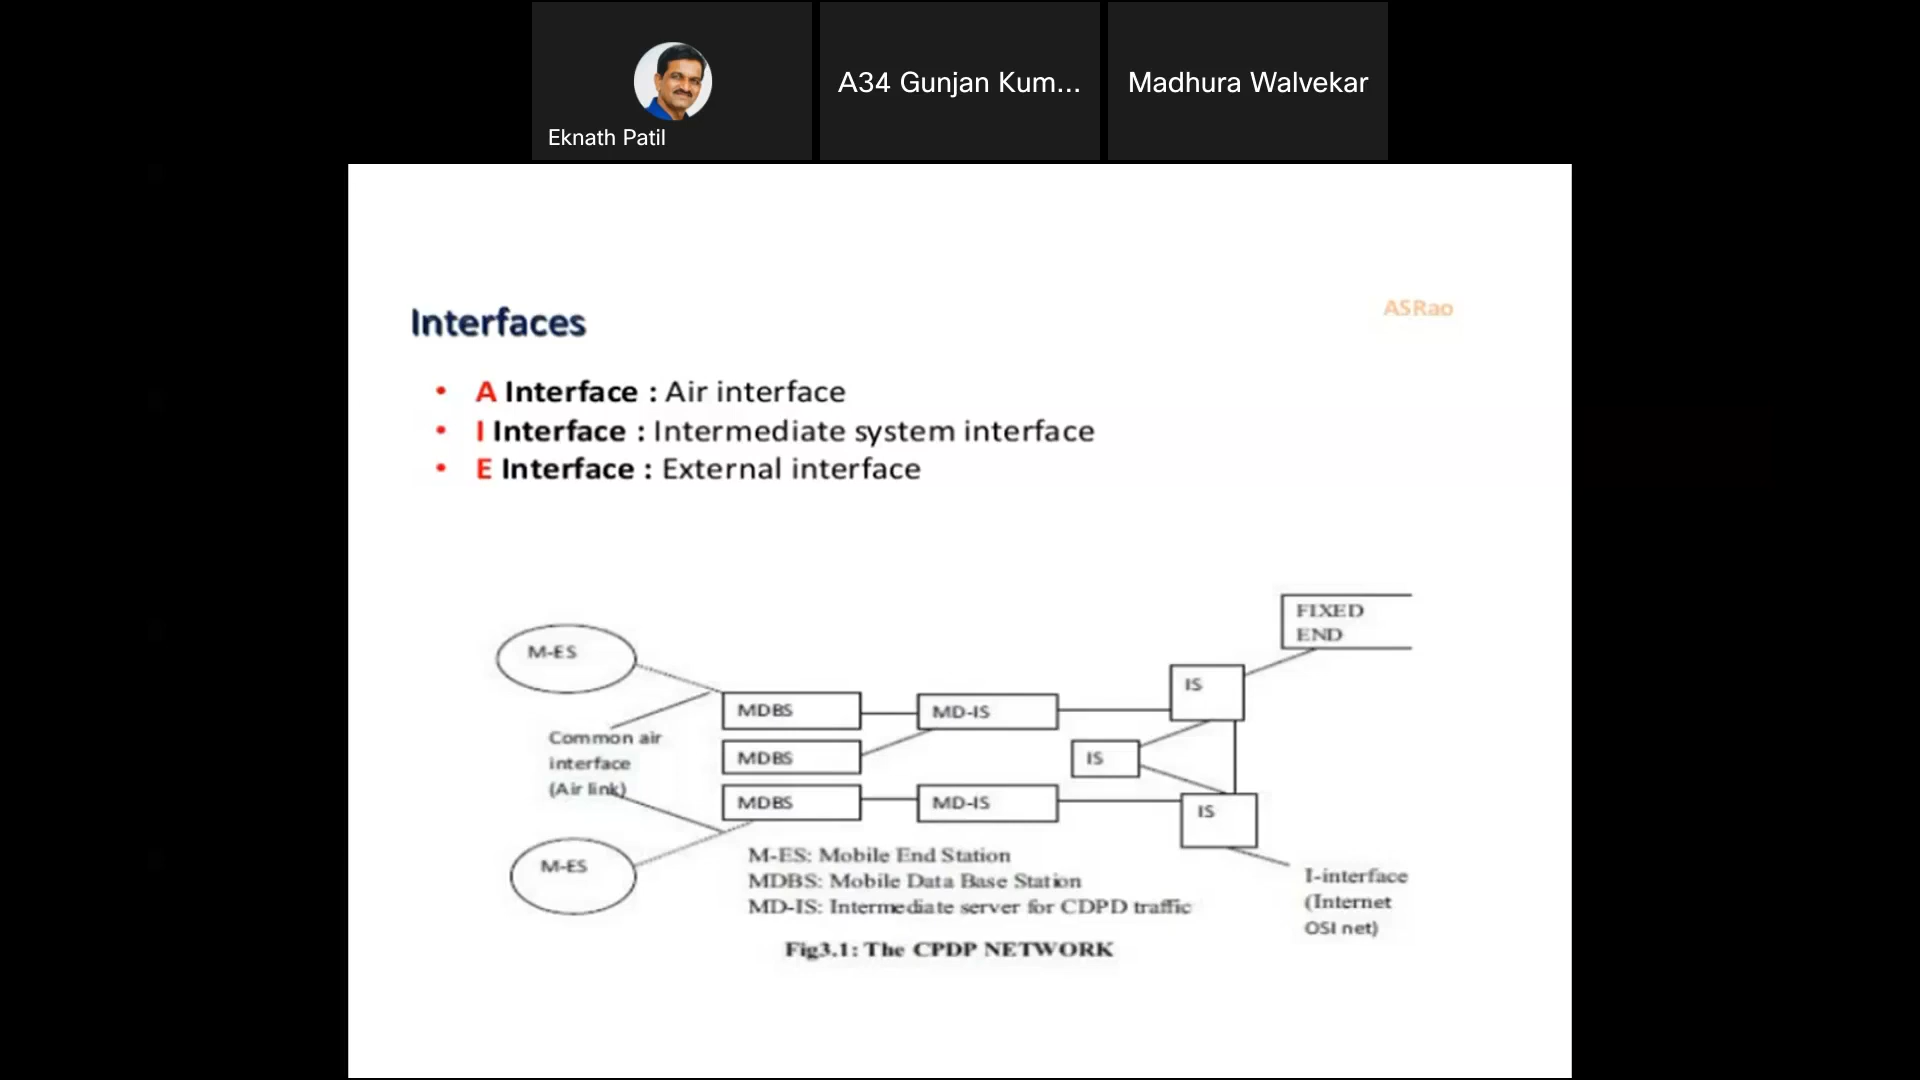 Eknath Patil
A34 Gunjan Kum...
Madhura Walvekar
Interfaces
ASRao
• A Interface : Air interface
• I Interface : Intermediate system interface
• E Interface : External interface
FIXED
END
M-ES
IS
MDBS
MD-IS
Common air
interface
(Air link)
MDBS
IS
MDBS
MD-IS
IS
M-ES
M-ES: Mobile End Station
MDBS: Mobile Data Base Station
MD-IS: Intermediate server for CDPD traffic
I-interface
(Internet
OSI net)
Fig3.1: The CPDP NETWORK